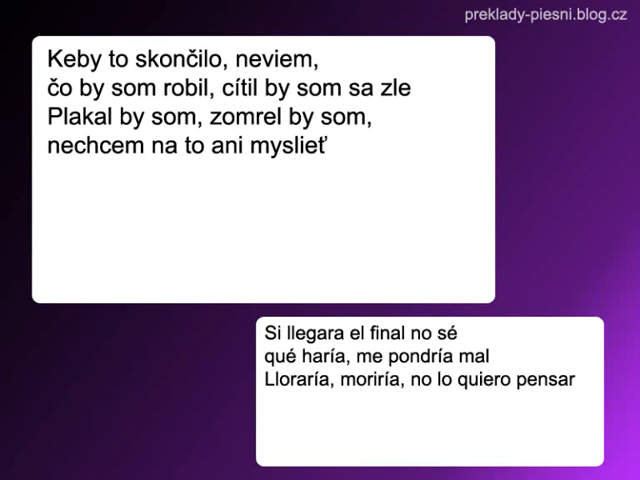 preklady-piesni.blog.cz
Keby to skončilo, neviem,
čo by som robil, cítil by som sa zle
Plakal by som, zomrel by som,
nechcem na to ani myslieť
Si llegara el final no sé
qué haría, me pondría mal
Lloraría, moriría, no lo quiero pensar